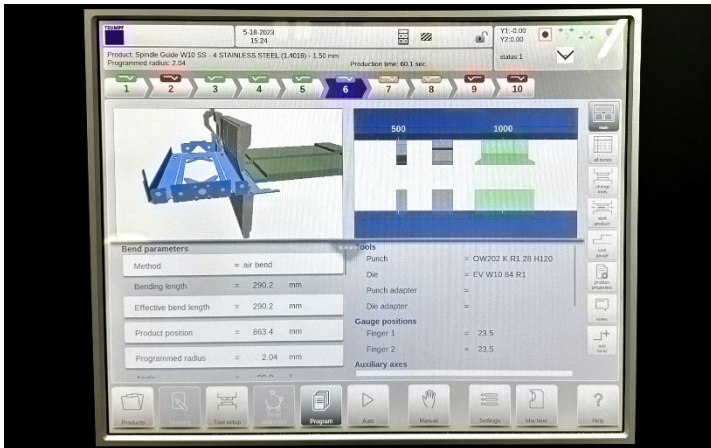 TRUMPF
5-18-2023
15:24
Y1:-0.00
Y2:0.00
Product: Spindle Guide W10 SS - 4 STAINLESS STEEL (1.4016) - 1.50 mm
Programmed radius: 2.04
Production time: 60.1 sec
status:1
1 2 3 4 5 6 7 8 9 10
500 1000
main
all bends
change tools
shift product
shift gauge
product properties
notes
add bend
Bend parameters
Method = air bend
Bending length = 290.2 mm
Effective bend length = 290.2 mm
Product position = 863.4 mm
Programmed radius = 2.04 mm
Tools
Punch = OW202 K R1 28 H120
Die = EV W10 84 R1
Punch adapter =
Die adapter =
Gauge positions
Finger 1 = 23.5
Finger 2 = 23.5
Auxiliary axes
Products
Tool setup
Program
Auto
Manual
Settings
Machine
Help